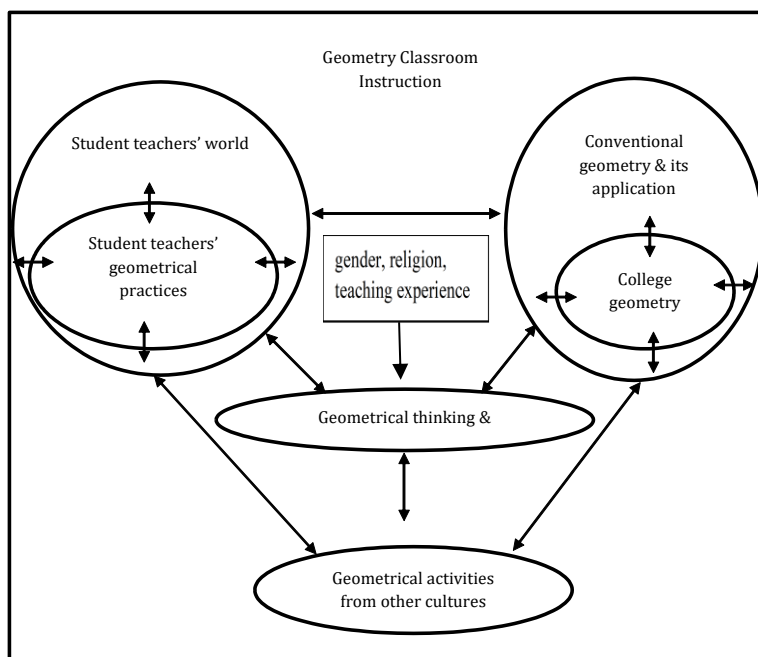 Geometry Classroom
Instruction
Student teachers’ world
Conventional
geometry & its
application
Student teachers’
geometrical
practices
gender, religion,
teaching experience
College
geometry
Geometrical thinking &
Geometrical activities
from other cultures